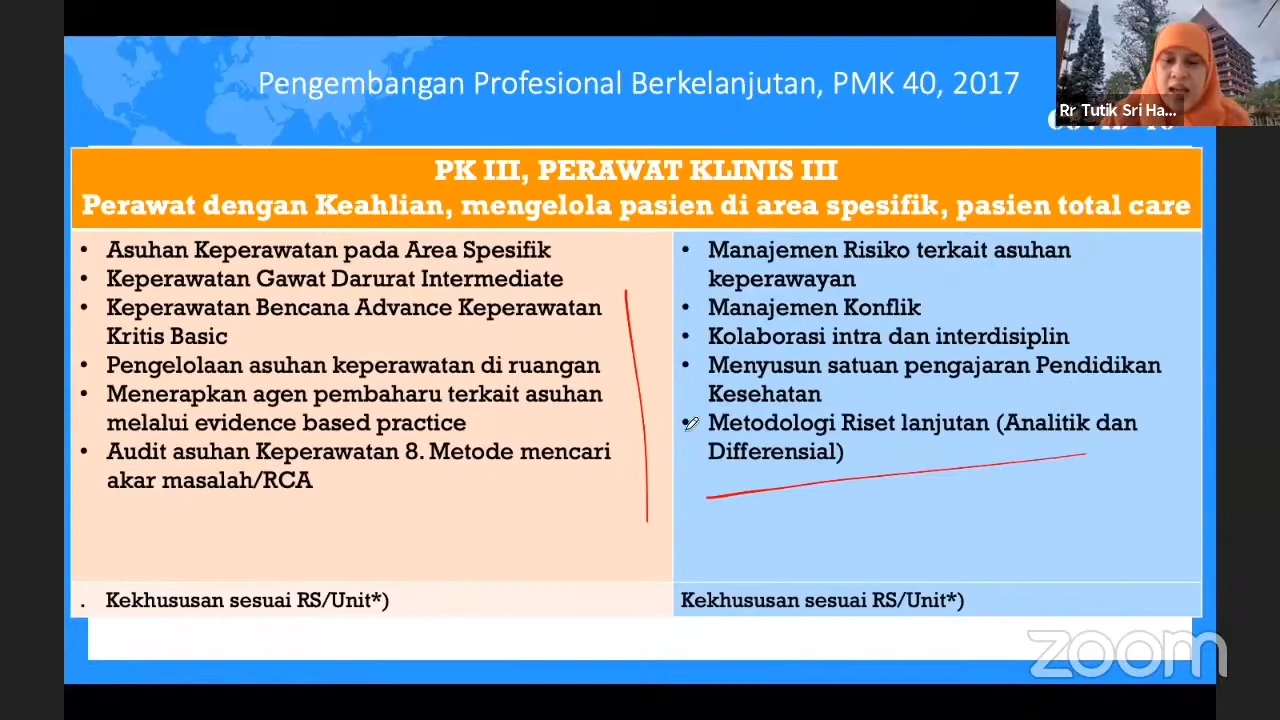 Pengembangan Profesional Berkelanjutan, PMK 40, 2017
Rr Tutik Sri Ha...
PK III, PERAWAT KLINIS III
Perawat dengan Keahlian, mengelola pasien di area spesifik, pasien total care
• Asuhan Keperawatan pada Area Spesifik
• Keperawatan Gawat Darurat Intermediate
• Keperawatan Bencana Advance Keperawatan
Kritis Basic
• Pengelolaan asuhan keperawatan di ruangan
• Menerapkan agen pembaharu terkait asuhan
melalui evidence based practice
• Audit asuhan Keperawatan 8. Metode mencari
akar masalah/RCA
• Manajemen Risiko terkait asuhan
keperawayan
• Manajemen Konflik
• Kolaborasi intra dan interdisiplin
• Menyusun satuan pengajaran Pendidikan
Kesehatan
• Metodologi Riset lanjutan (Analitik dan
Differensial)
. Kekhususan sesuai RS/Unit*)
Kekhususan sesuai RS/Unit*)
zoom